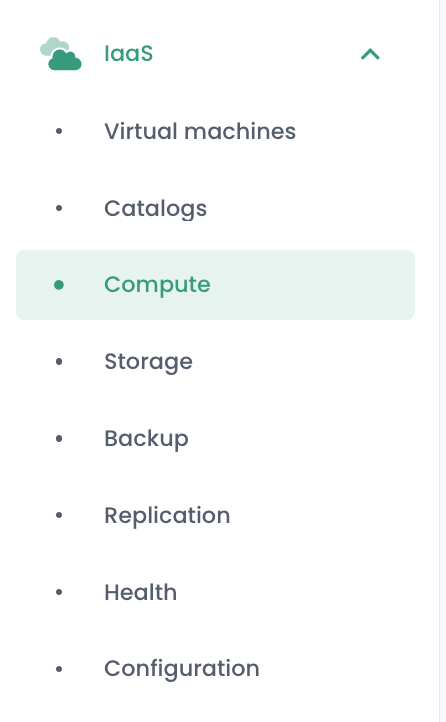 IaaS
Virtual machines
Catalogs
Compute
Storage
Backup
Replication
Health
Configuration